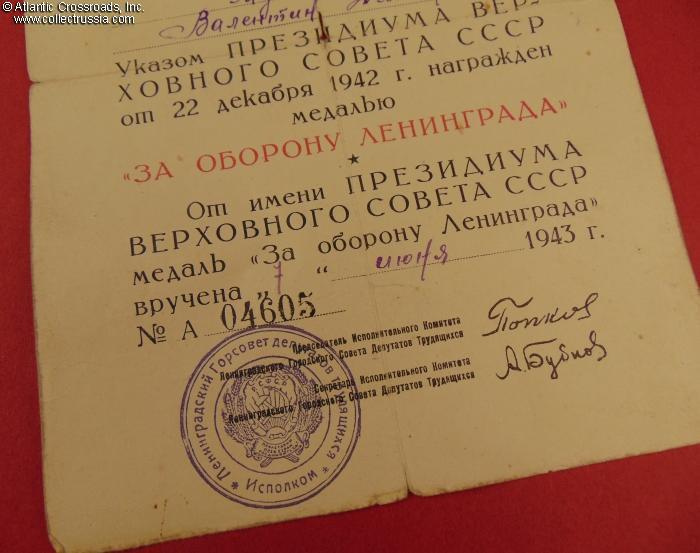 © Atlantic Crossroads, Inc.
www.collectrussia.com
Валентин
Указом ПРЕЗИДИУМА ВЕР-
ХОВНОГО СОВЕТА СССР
от 22 декабря 1942 г. награжден
медалью
«ЗА ОБОРОНУ ЛЕНИНГРАДА»
★
От имени ПРЕЗИДИУМА
ВЕРХОВНОГО СОВЕТА СССР
медаль «За оборону Ленинграда»
вручена „ 7 “ июня 1943 г.
№ А 04605
Председатель Исполнительного Комитета
Ленинградского Городского Совета Депутатов Трудящихся
Попков
Секретарь Исполнительного Комитета
Ленинградского Городского Совета Депутатов Трудящихся
А.Бубнов
Ленинградский Горсовет депутатов трудящихся
* Исполком *